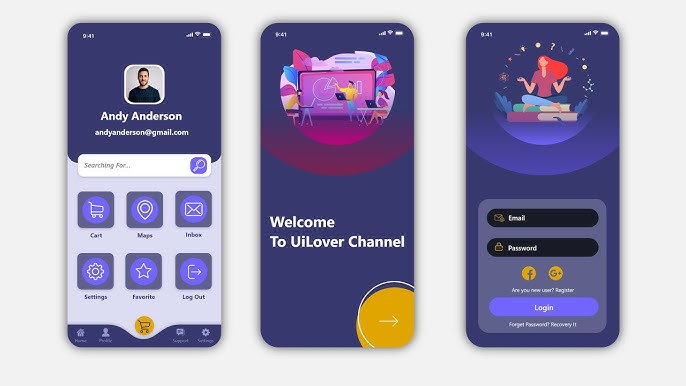 9:41
Andy Anderson
andyanderson@gmail.com
Searching For...
Cart
Maps
Inbox
Settings
Favorite
Log Out
Home
Profile
Support
Settings
9:41
Welcome
To UiLover Channel
9:41
Email
Password
Are you new user? Register
Login
Forget Password? Recovery It